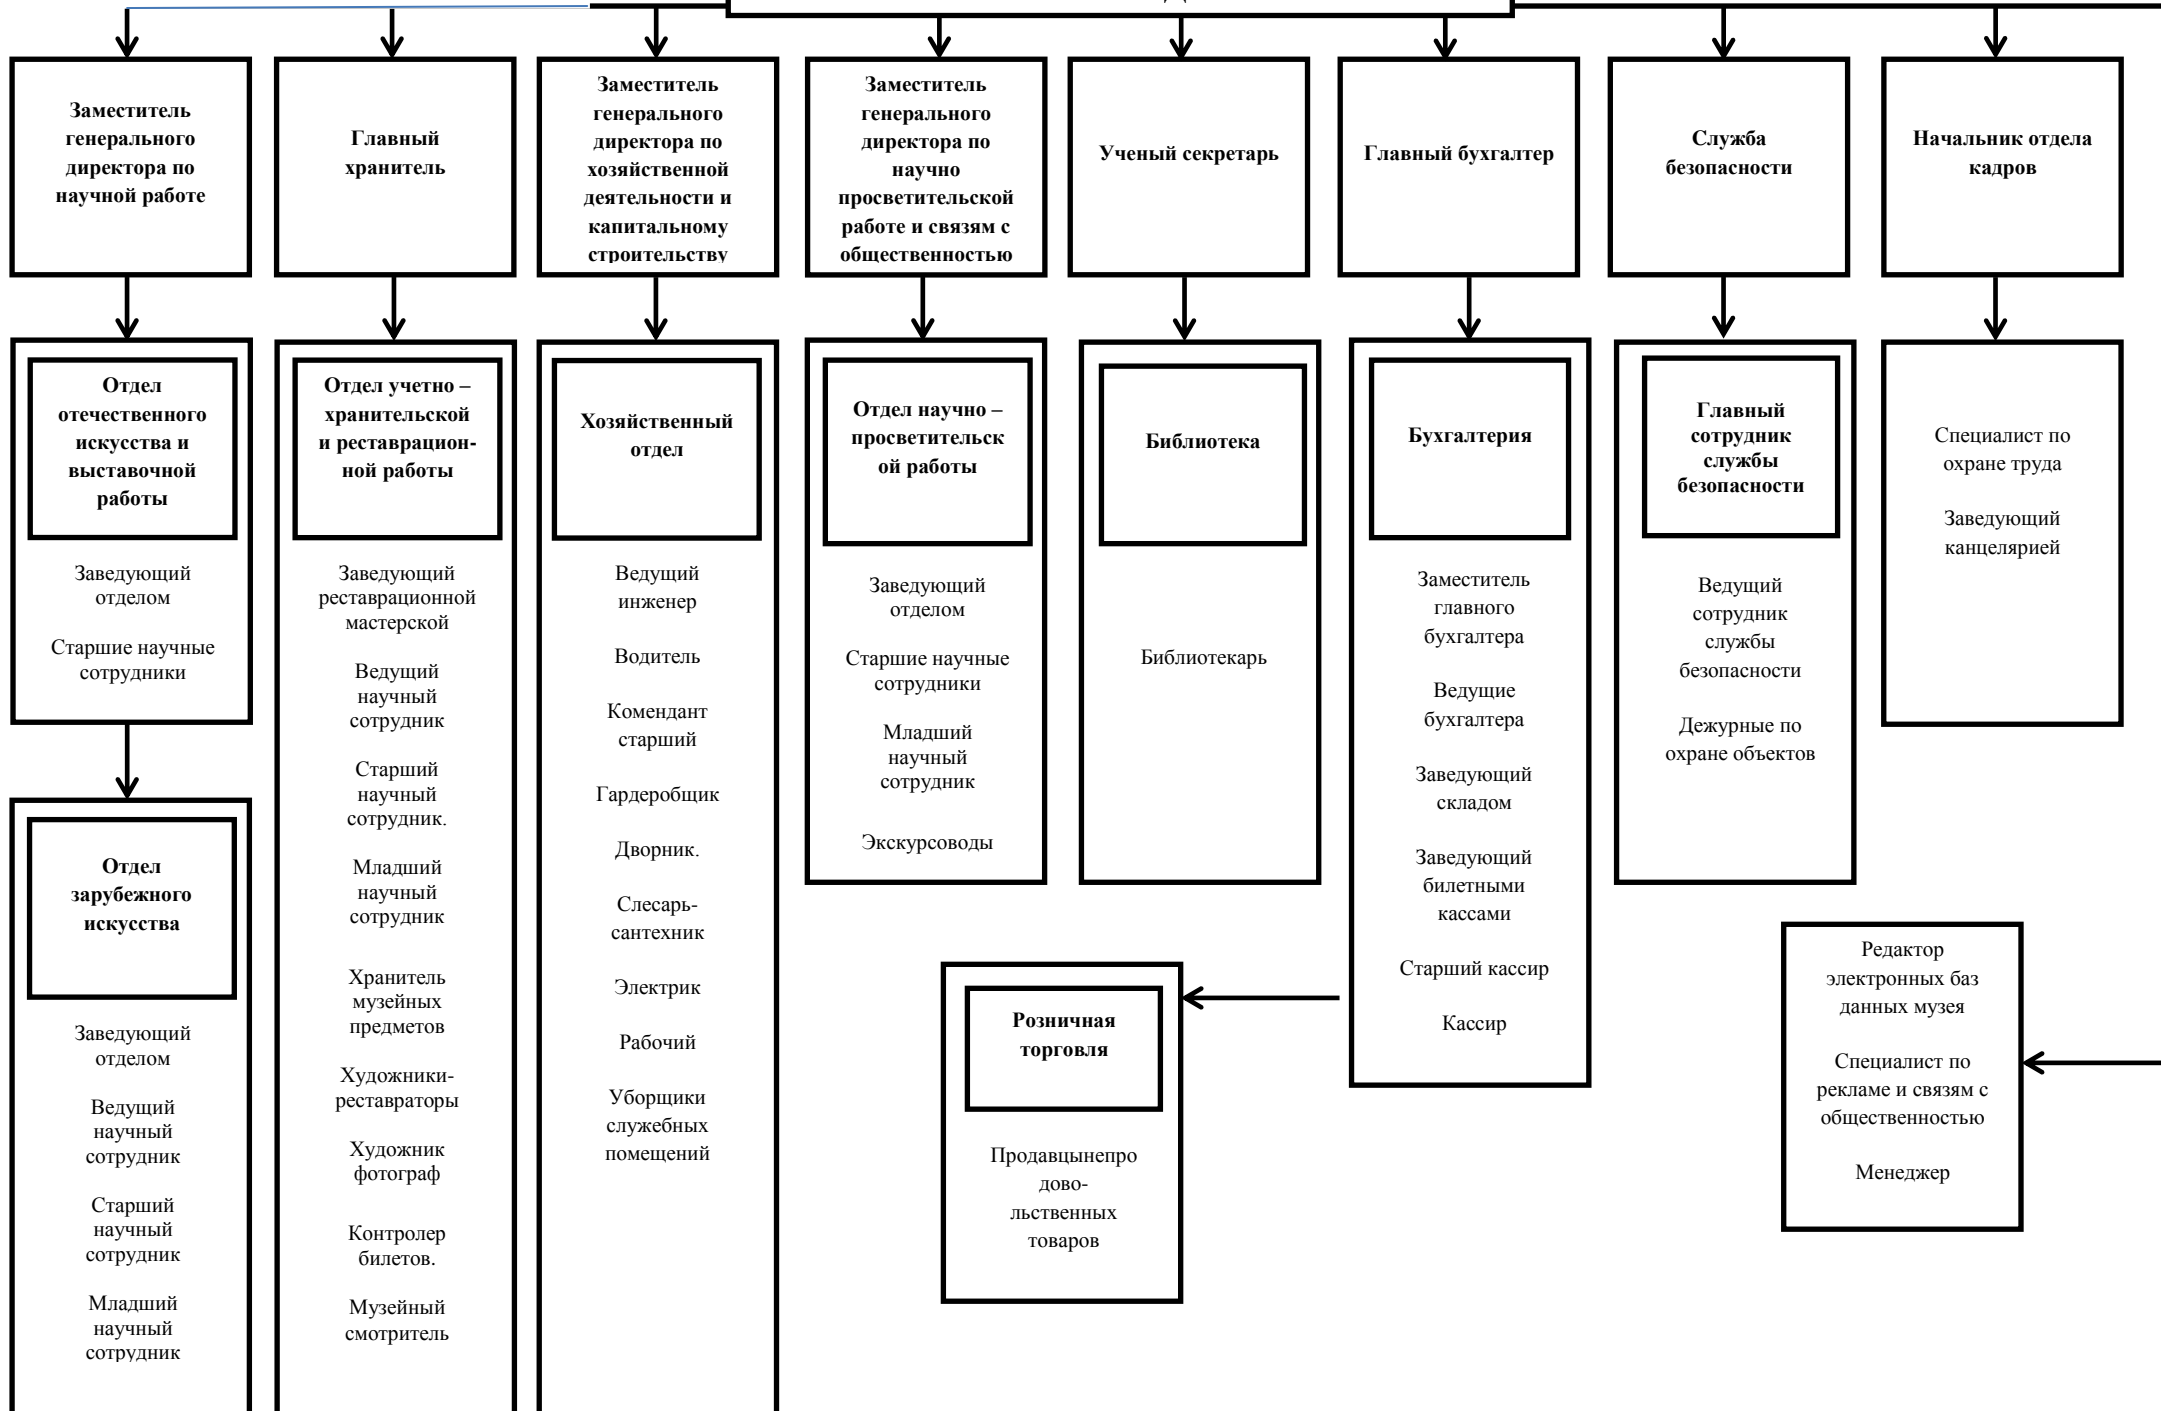 Заместитель
генерального
директора по
научной работе
Главный
хранитель
Заместитель
генерального
директора по
хозяйственной
деятельности и
капитальному
строительству
Заместитель
генерального
директора по
научно
просветительской
работе и связям с
общественностью
Ученый секретарь
Главный бухгалтер
Служба
безопасности
Начальник отдела
кадров
Отдел
отечественного
искусства и
выставочной
работы
Заведующий
отделом
Старшие научные
сотрудники
Отдел
зарубежного
искусства
Заведующий
отделом
Ведущий
научный
сотрудник
Старший
научный
сотрудник
Младший
научный
сотрудник
Отдел учетно –
хранительской
и реставрацион-
ной работы
Заведующий
реставрационной
мастерской
Ведущий
научный
сотрудник
Старший
научный
сотрудник.
Младший
научный
сотрудник
Хранитель
музейных
предметов
Художники-
реставраторы
Художник
фотограф
Контролер
билетов.
Музейный
смотритель
Хозяйственный
отдел
Ведущий
инженер
Водитель
Комендант
старший
Гардеробщик
Дворник.
Слесарь-
сантехник
Электрик
Рабочий
Уборщики
служебных
помещений
Отдел научно –
просветительск
ой работы
Заведующий
отделом
Старшие научные
сотрудники
Младший
научный
сотрудник
Экскурсоводы
Библиотека
Библиотекарь
Бухгалтерия
Заместитель
главного
бухгалтера
Ведущие
бухгалтера
Заведующий
складом
Заведующий
билетными
кассами
Старший кассир
Кассир
Розничная
торговля
Продавцынепро
дово-
льственных
товаров
Главный
сотрудник
службы
безопасности
Ведущий
сотрудник
службы
безопасности
Дежурные по
охране объектов
Специалист по
охране труда
Заведующий
канцелярией
Редактор
электронных баз
данных музея
Специалист по
рекламе и связям с
общественностью
Менеджер